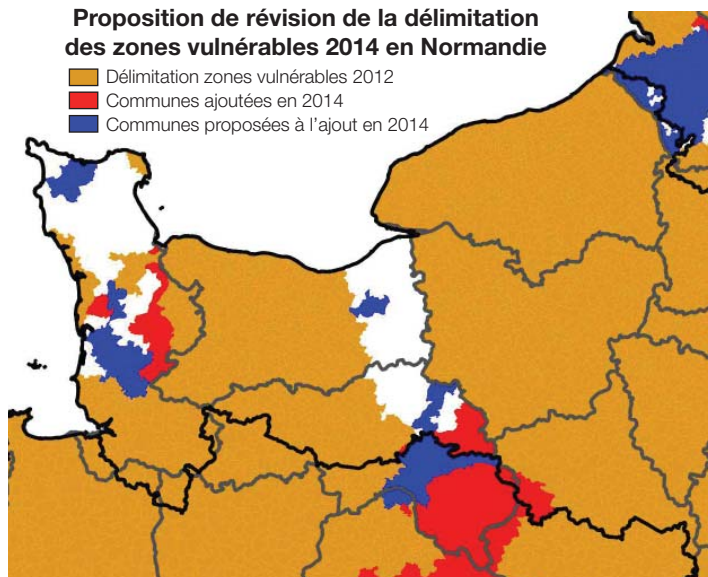 Proposition de révision de la délimitation
des zones vulnérables 2014 en Normandie
Délimitation zones vulnérables 2012
Communes ajoutées en 2014
Communes proposées à l'ajout en 2014